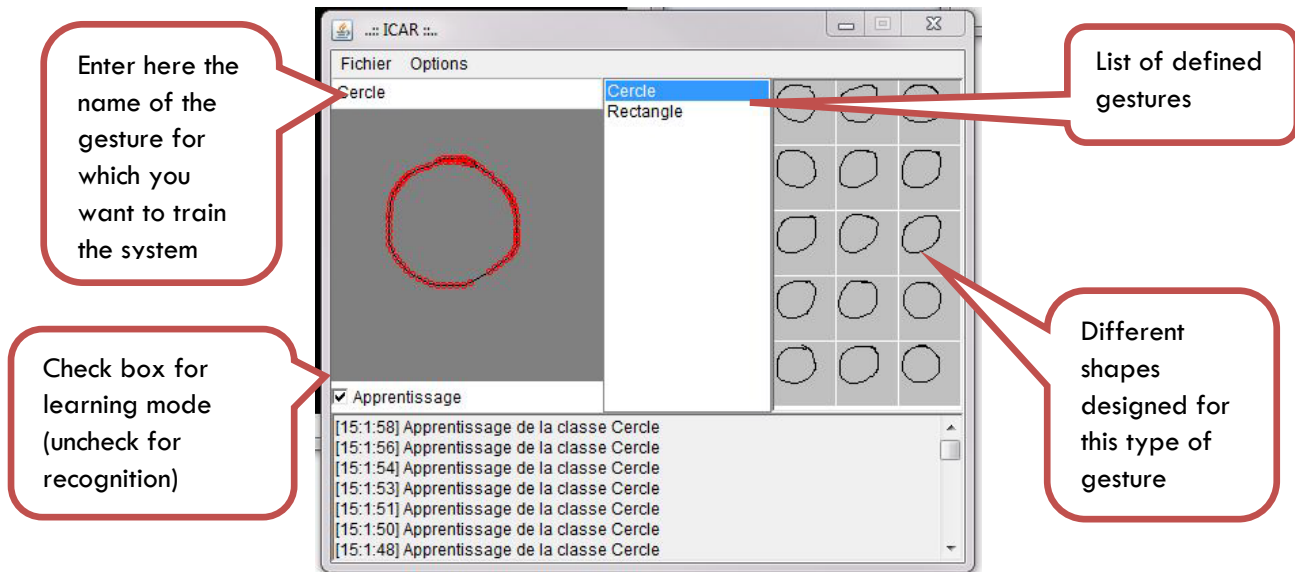 Enter here the
name of the
gesture for
which you
want to train
the system
Check box for
learning mode
(uncheck for
recognition)
..:: ICAR ::..
Fichier Options
Cercle
Cercle
Rectangle
Apprentissage
[15:1:58] Apprentissage de la classe Cercle
[15:1:56] Apprentissage de la classe Cercle
[15:1:54] Apprentissage de la classe Cercle
[15:1:53] Apprentissage de la classe Cercle
[15:1:51] Apprentissage de la classe Cercle
[15:1:50] Apprentissage de la classe Cercle
[15:1:48] Apprentissage de la classe Cercle
List of defined
gestures
Different
shapes
designed for
this type of
gesture